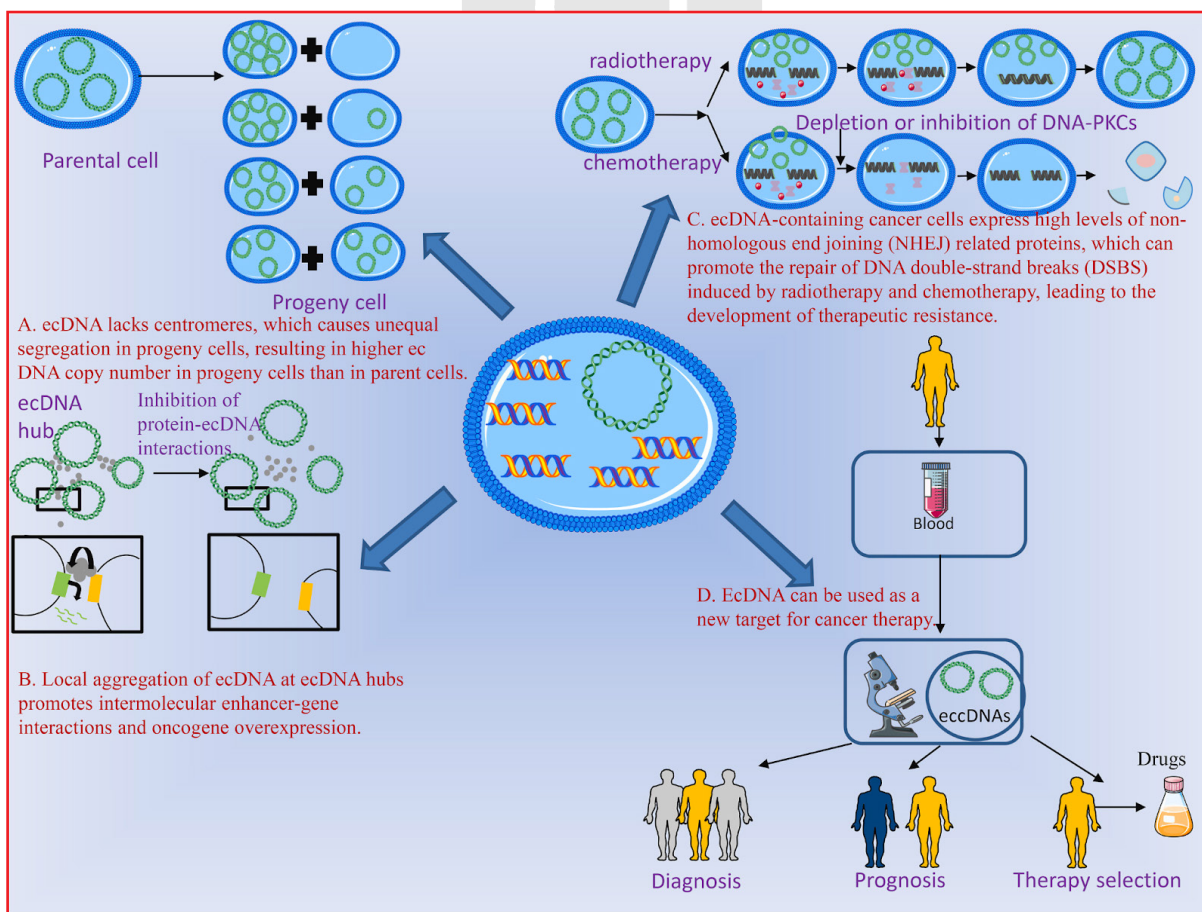 Parental cell
Progeny cell
A. ecDNA lacks centromeres, which causes unequal
segregation in progeny cells, resulting in higher ec
DNA copy number in progeny cells than in parent cells.
ecDNA
hub
Inhibition of
protein-ecDNA
interactions
B. Local aggregation of ecDNA at ecDNA hubs
promotes intermolecular enhancer-gene
interactions and oncogene overexpression.
radiotherapy
chemotherapy
Depletion or inhibition of DNA-PKCs
C. ecDNA-containing cancer cells express high levels of non-
homologous end joining (NHEJ) related proteins, which can
promote the repair of DNA double-strand breaks (DSBS)
induced by radiotherapy and chemotherapy, leading to the
development of therapeutic resistance.
Blood
D. EcDNA can be used as a
new target for cancer therapy.
eccDNAs
Drugs
Diagnosis
Prognosis
Therapy selection